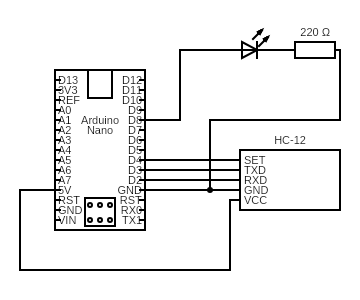 220 Ω
D13 D12
3V3 D11
REF D10
A0 D9
A1 Arduino D8
A2 Nano D7
A3 D6
A4 D5
A5 D4
A6 D3
A7 D2
5V GND
RST RST
GND RX0
VIN TX1
HC-12
SET
TXD
RXD
GND
VCC